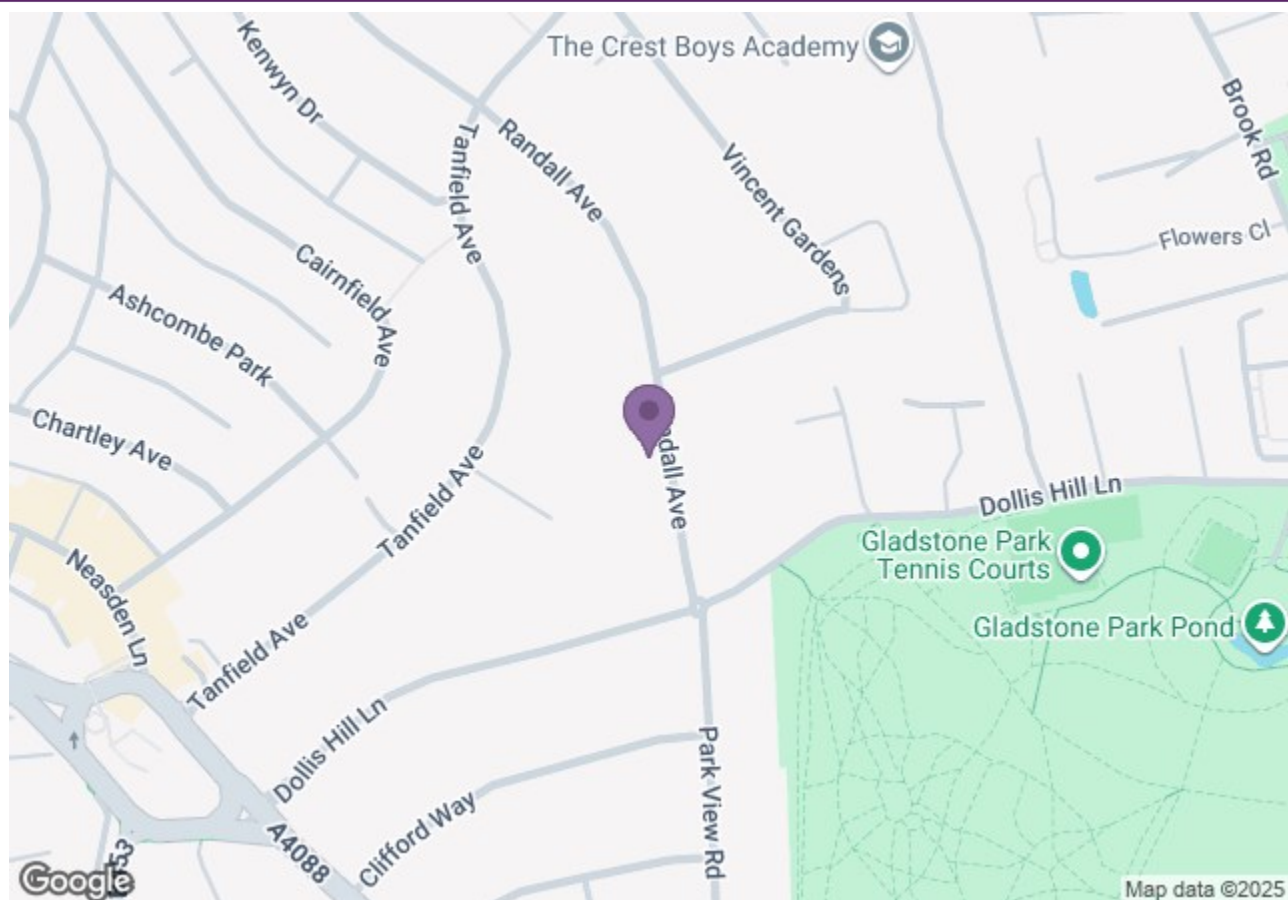 The Crest Boys Academy
Kenwyn Dr
Tanfield Ave
Randall Ave
Vincent Gardens
Brook Rd
Flowers Cl
Cairnfield Ave
Ashcombe Park
Chartley Ave
dall Ave
Tanfield Ave
Dollis Hill Ln
Gladstone Park
Tennis Courts
Gladstone Park Pond
Neasden Ln
Tanfield Ave
Dollis Hill Ln
Park View Rd
Clifford Way
A4088
53
Google
Map data ©2025